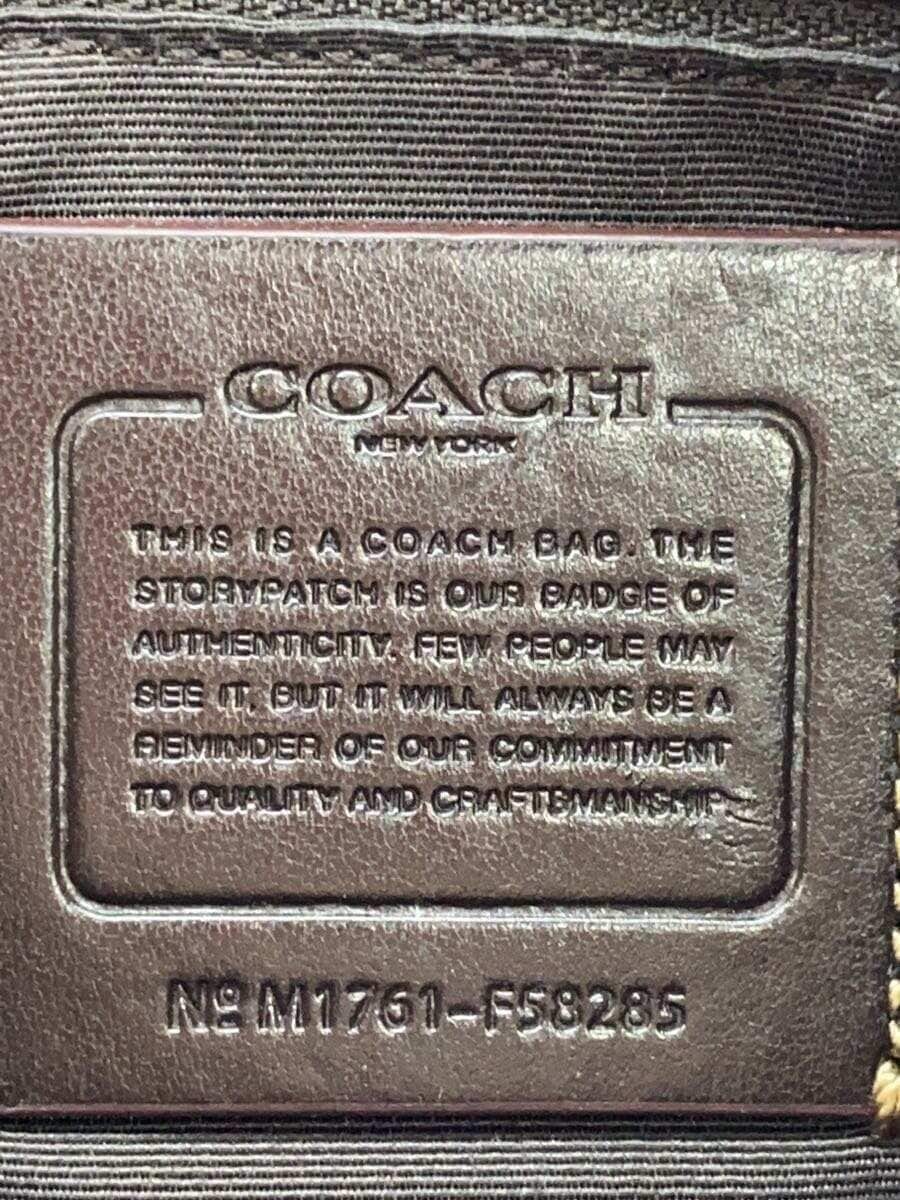 COACH
NEW YORK
THIS IS A COACH BAG. THE
STORYPATCH IS OUR BADGE OF
AUTHENTICITY. FEW PEOPLE MAY
SEE IT, BUT IT WILL ALWAYS BE A
REMINDER OF OUR COMMITMENT
TO QUALITY AND CRAFTSMANSHIP.
Nº M1761-F58285